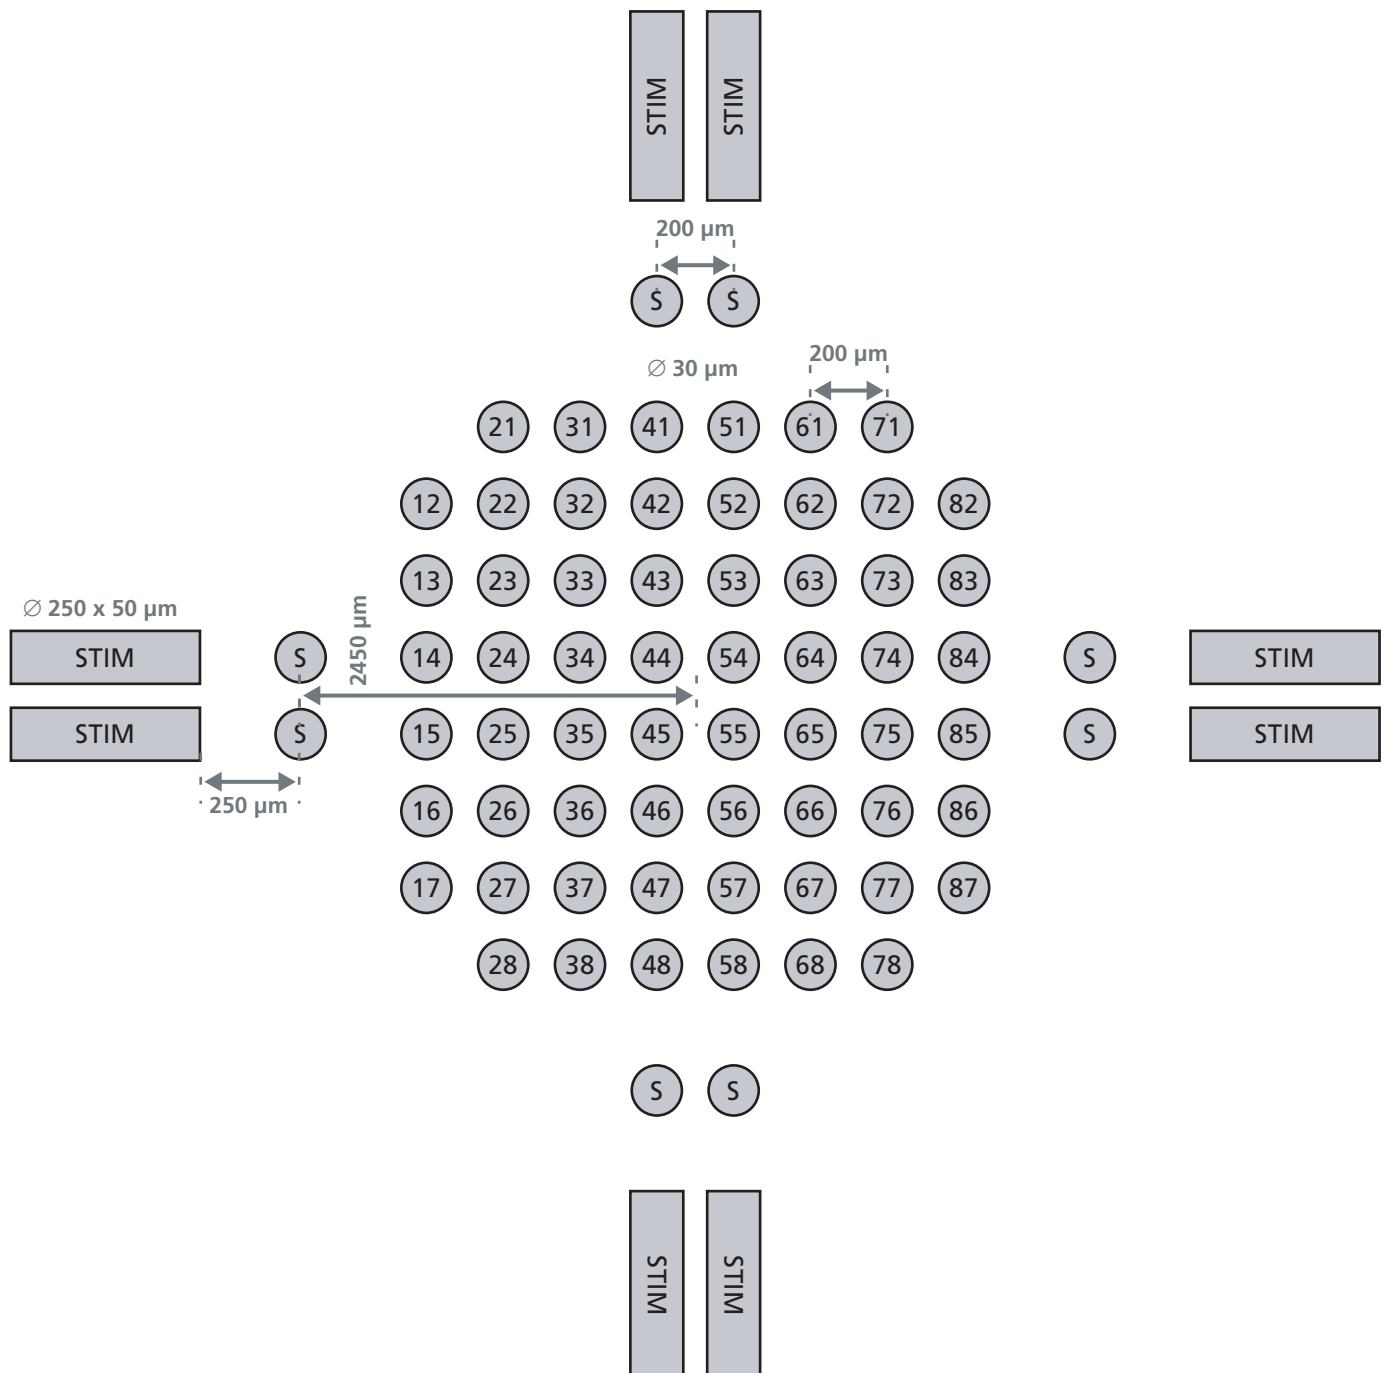 STIM STIM
200 µm
S S
200 µm
∅ 30 µm
21 31 41 51 61 71
12 22 32 42 52 62 72 82
13 23 33 43 53 63 73 83
∅ 250 x 50 µm
2450 µm
STIM S 14 24 34 44 54 64 74 84 S STIM
STIM S 15 25 35 45 55 65 75 85 S STIM
250 µm
16 26 36 46 56 66 76 86
17 27 37 47 57 67 77 87
28 38 48 58 68 78
S S
STIM STIM